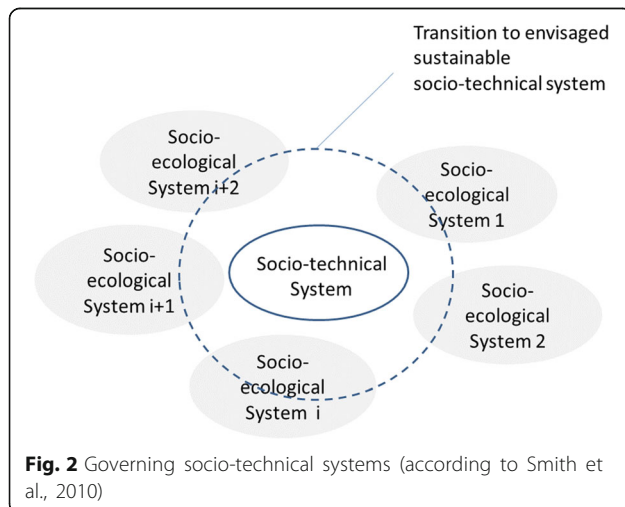 Transition to envisaged
sustainable
socio-technical system
Socio-
ecological
System i+2
Socio-
ecological
System 1
Socio-
ecological
System i+1
Socio-technical
System
Socio-
ecological
System 2
Socio-
ecological
System i
Fig. 2 Governing socio-technical systems (according to Smith et
al., 2010)